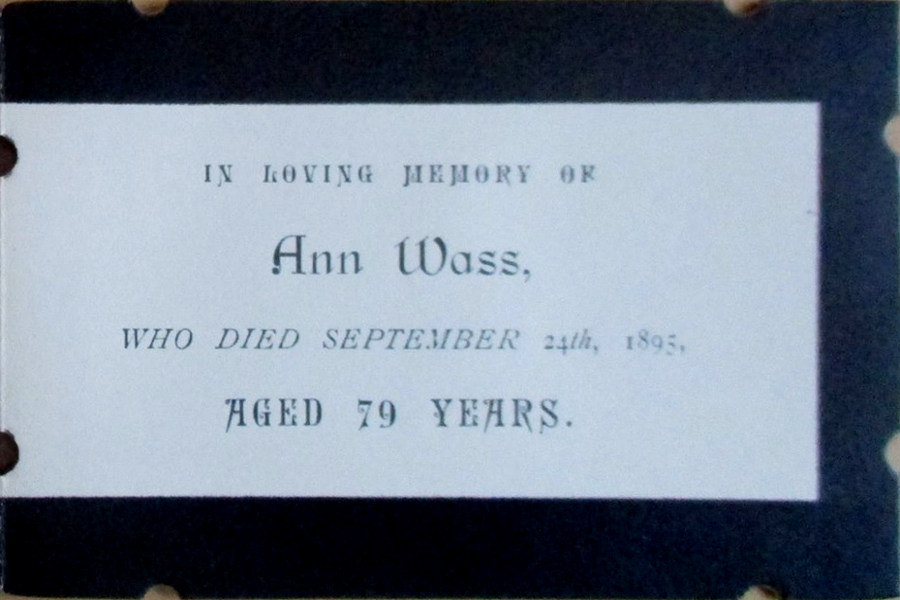 IN LOVING MEMORY OF
Ann Wass,
WHO DIED SEPTEMBER 24th, 1895,
AGED 79 YEARS.